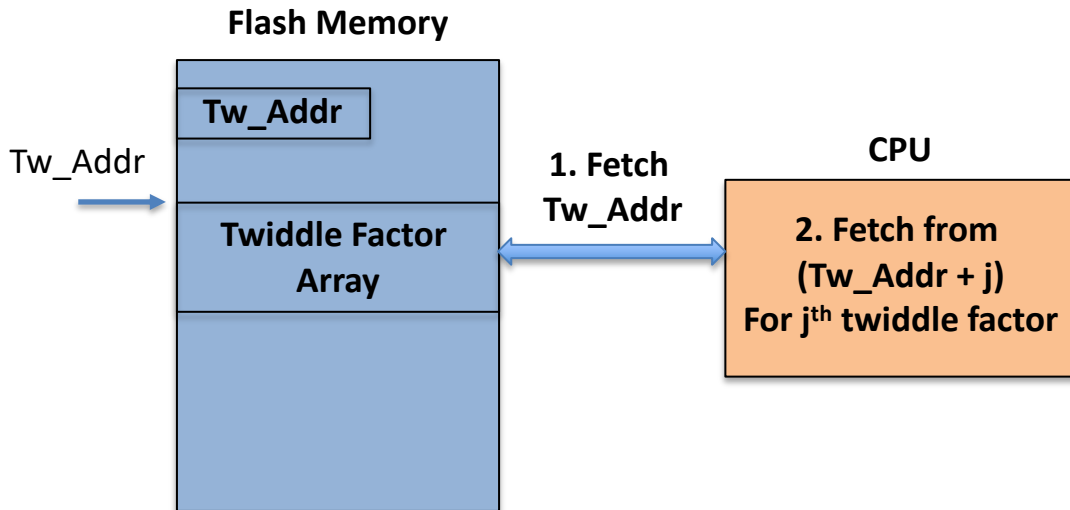 Flash Memory
Tw_Addr
Tw_Addr
Twiddle Factor
Array
1. Fetch
Tw_Addr
CPU
2. Fetch from
(Tw_Addr + j)
For jth twiddle factor